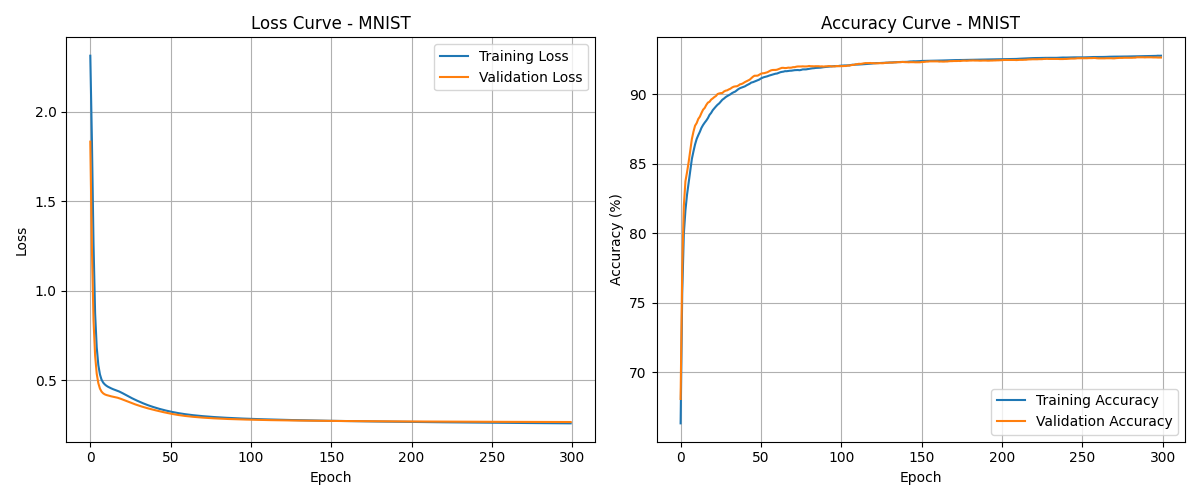 Loss Curve - MNIST
Training Loss
Validation Loss
2.0
1.5
1.0
0.5
Loss
0 50 100 150 200 250 300
Epoch
Accuracy Curve - MNIST
90
85
80
75
70
Accuracy (%)
Training Accuracy
Validation Accuracy
0 50 100 150 200 250 300
Epoch